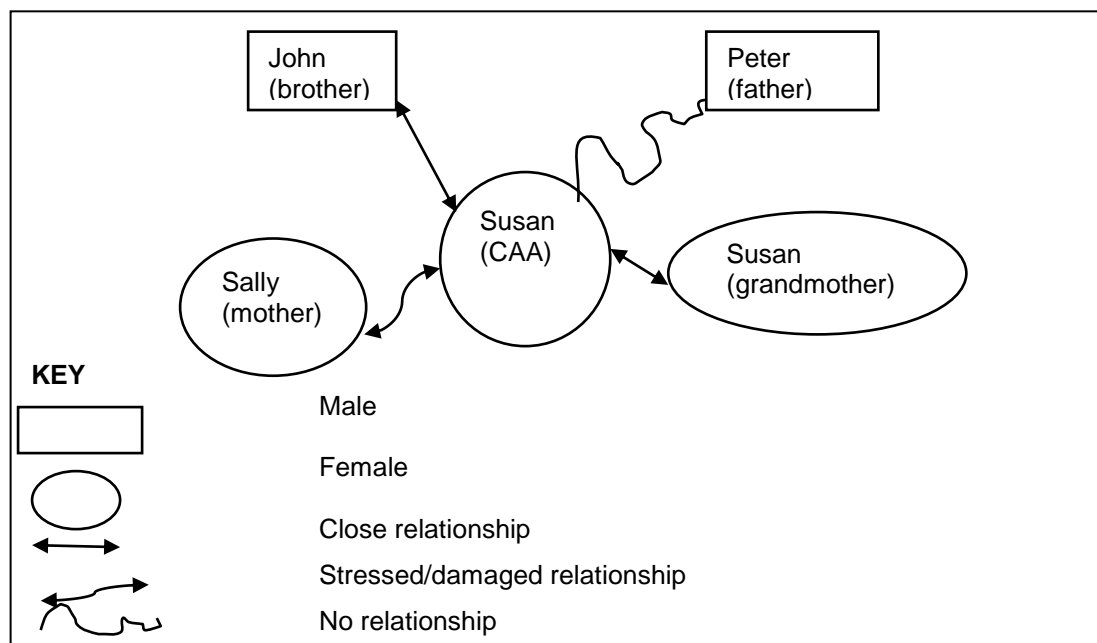 John
(brother)
Peter
(father)
Susan
(CAA)
Sally
(mother)
Susan
(grandmother)
KEY
Male
Female
Close relationship
Stressed/damaged relationship
No relationship